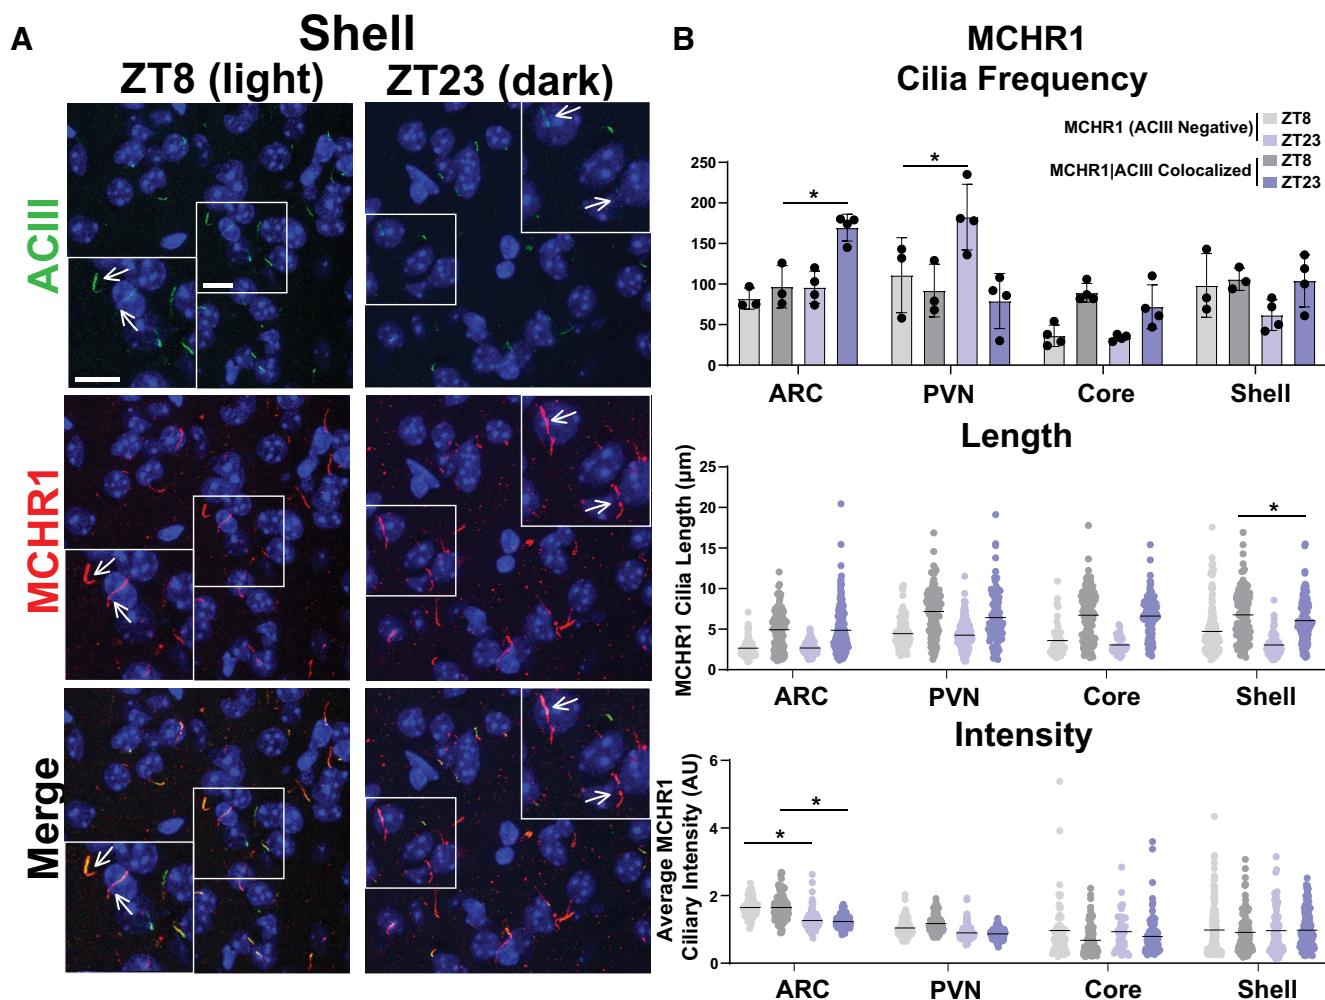 A
Shell
ZT8 (light)
ZT23 (dark)
ACIII
MCHR1
Merge
B
MCHR1
Cilia Frequency
MCHR1 (ACIII Negative)
ZT8
ZT23
MCHR1|ACIII Colocalized
ZT8
ZT23
250
200
150
100
50
0
*
*
ARC
PVN
Core
Shell
Length
MCHR1 Cilia Length (µm)
25
20
15
10
5
0
*
ARC
PVN
Core
Shell
Intensity
Average MCHR1
Ciliary Intensity (AU)
6
4
2
0
*
*
ARC
PVN
Core
Shell